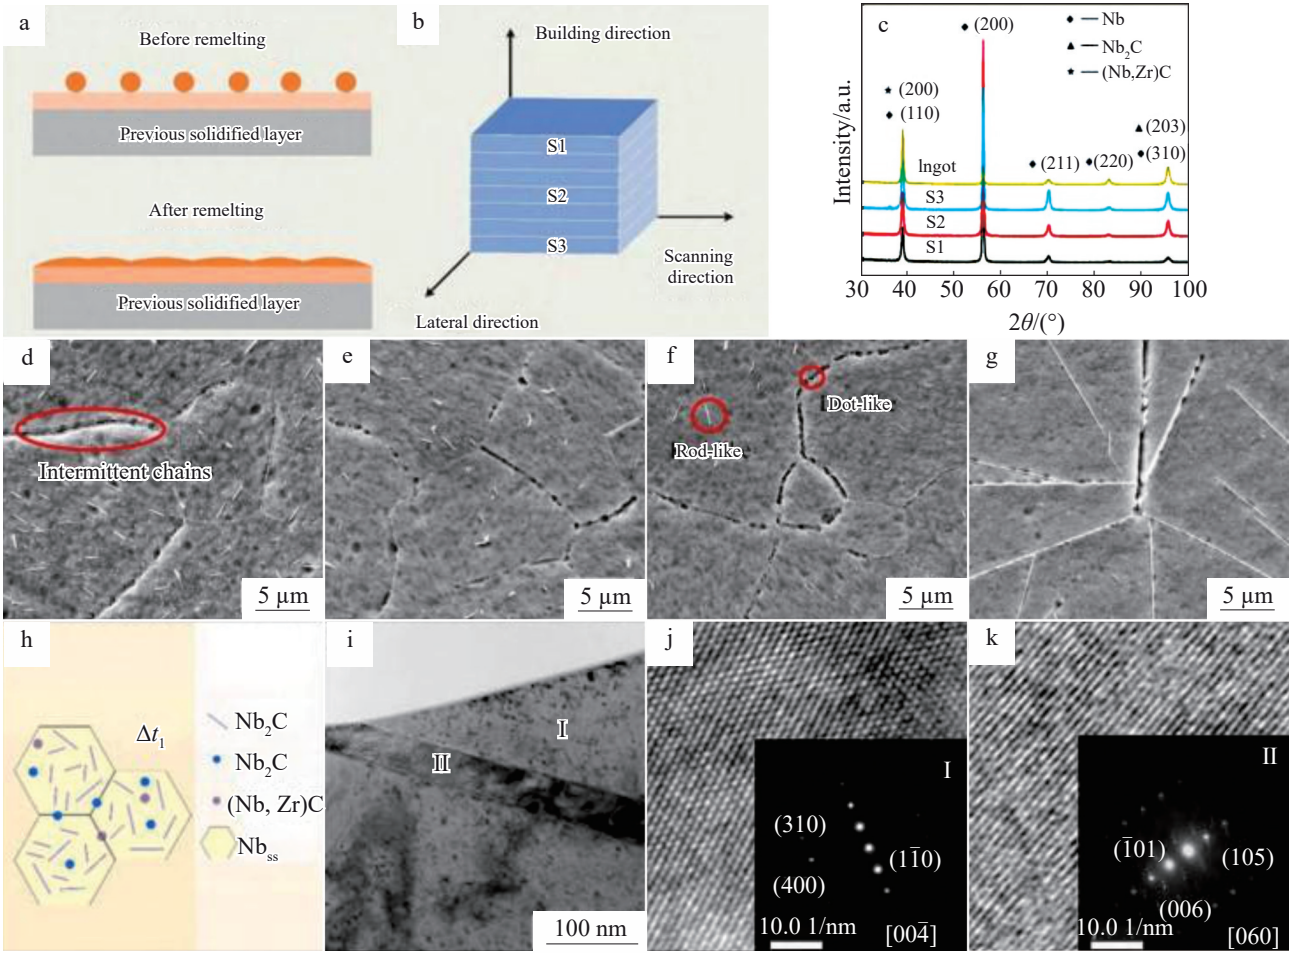 a
Before remelting
Previous solidified layer
After remelting
Previous solidified layer
b
Building direction
S1
S2
S3
Scanning
direction
Lateral direction
c
Intensity/a.u.
◆ Nb
▲ Nb₂C
★ (Nb,Zr)C
◆ (200)
★ (200)
◆ (110)
◆ (211)
◆ (220)
▲ (203)
◆ (310)
lngot
S3
S2
S1
30 40 50 60 70 80 90 100
2θ/(°)
d
Intermittent chains
5 μm
e
5 μm
f
Dot-like
Rod-like
5 μm
g
5 μm
h
Δt₁
Nb₂C
Nb₂C
(Nb, Zr)C
Nbss
i
I
II
100 nm
j
I
(310)
(11̄0)
(400)
10.0 1/nm
[004̄]
k
II
(1̄01)
(105)
(006)
10.0 1/nm
[060]